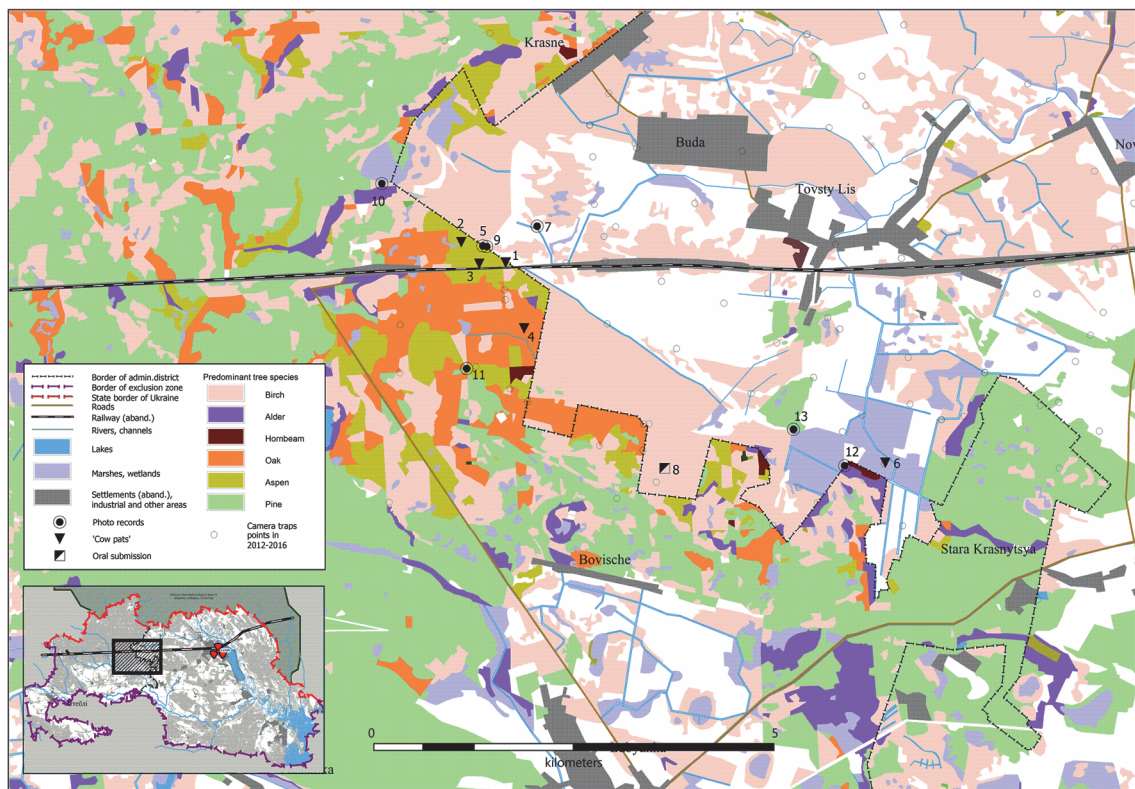 Krasne
Buda
Nov
Tovsty Lis
10
2
5
9
7
1
3
4
11
13
12
6
8
Border of admin.district
Border of exclusion zone
State border of Ukraine
Roads
Railway (aband.)
Rivers, channels
Lakes
Marshes, wetlands
Settlements (aband.),
industrial and other areas
Photo records
'Cow pats'
Oral submission
Predominant tree species
Birch
Alder
Hornbeam
Oak
Aspen
Pine
Camera traps
points in
2012-2016
Bovische
Stara Krasnytsya
0
5
kilometers
ka